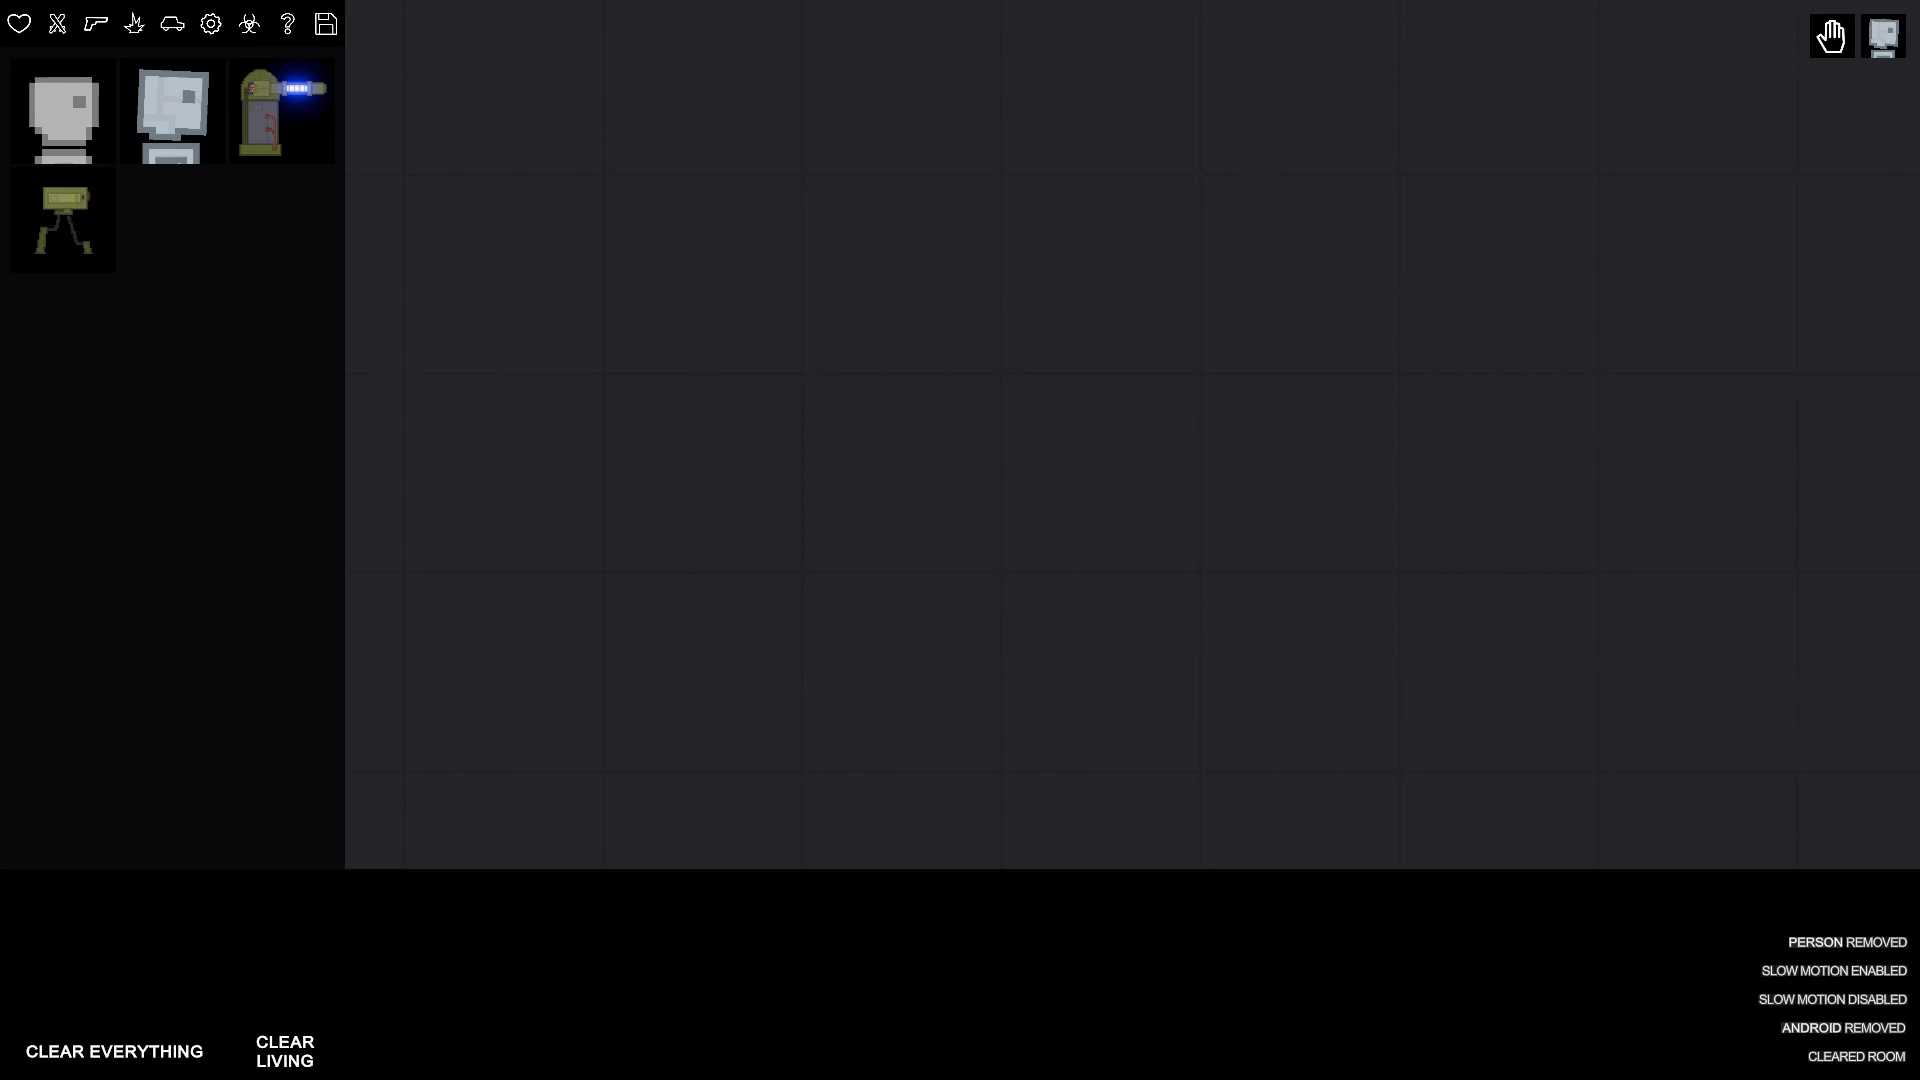 PERSON REMOVED
SLOW MOTION ENABLED
SLOW MOTION DISABLED
ANDROID REMOVED
CLEARED ROOM
CLEAR EVERYTHING
CLEAR
LIVING